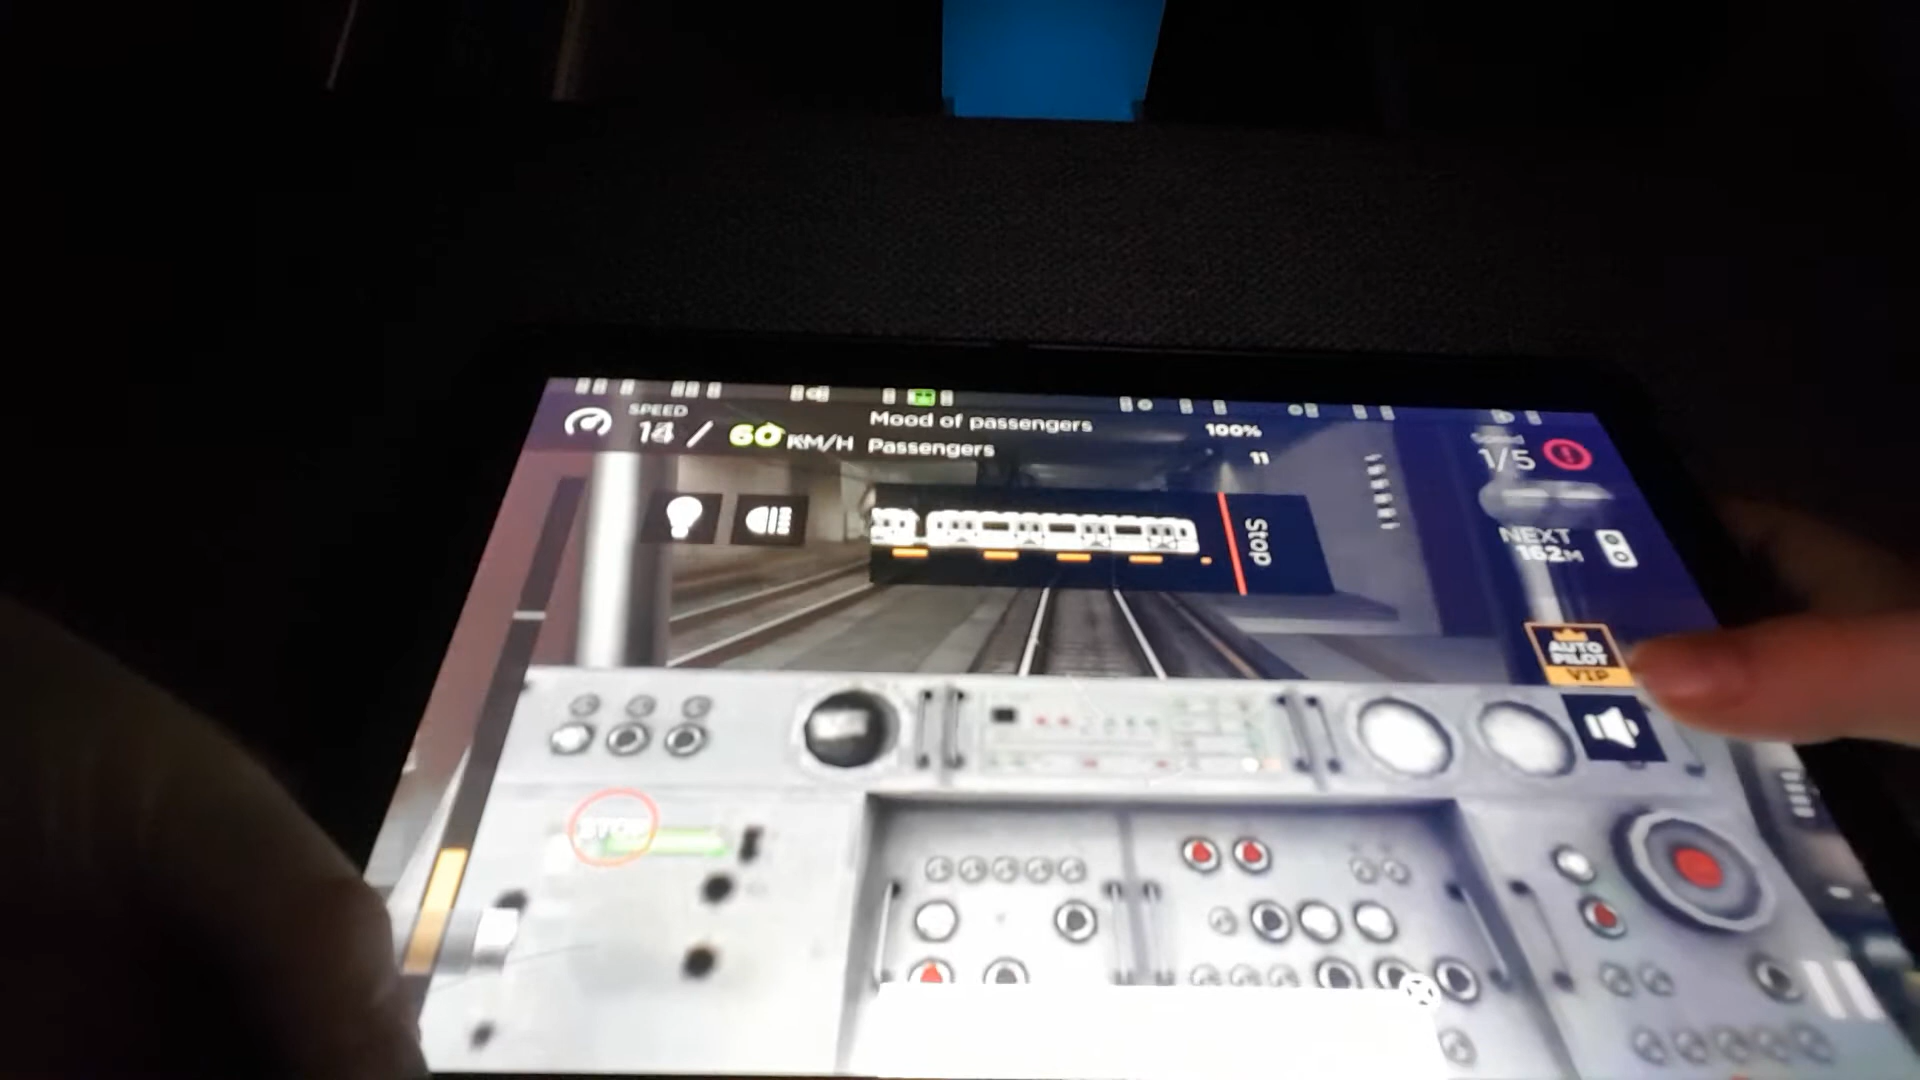 SPEED
14 / 60 KM/H
Mood of passengers 100%
Passengers 11
Speed
1/5
Stop
NEXT
162M
AUTO
PILOT
VIP
STOP